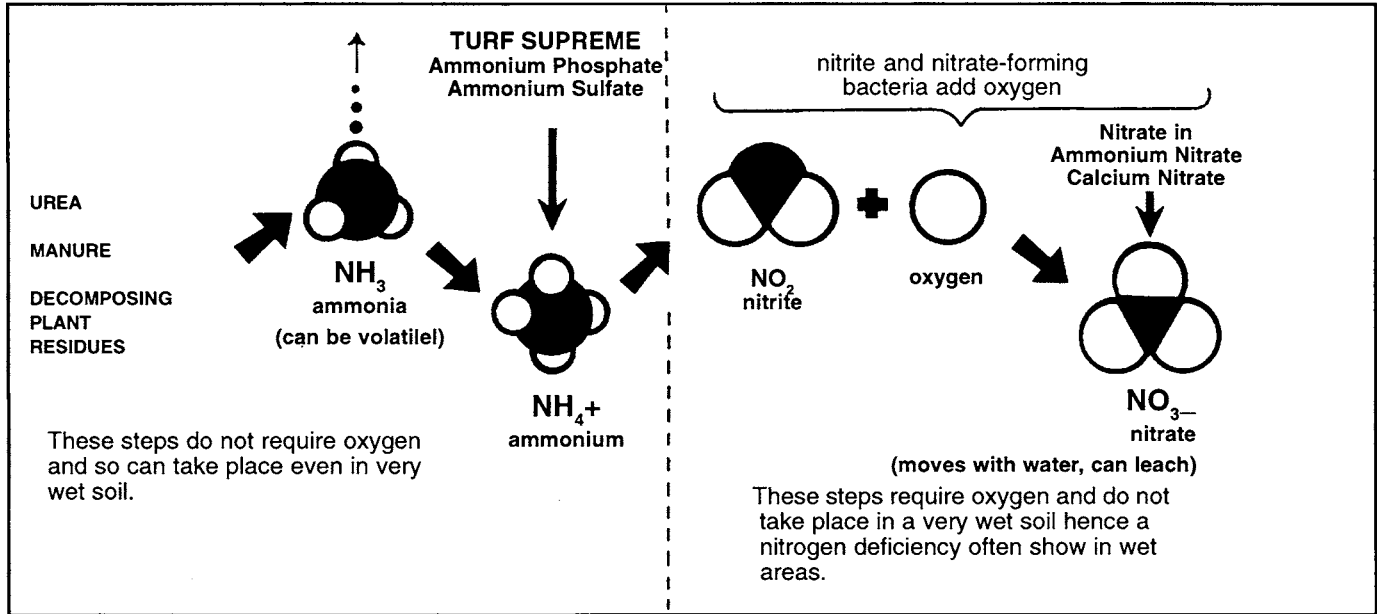 TURF SUPREME
Ammonium Phosphate
Ammonium Sulfate
UREA
MANURE
DECOMPOSING
PLANT
RESIDUES
NH3
ammonia
(can be volatilel)
NH4+
ammonium
These steps do not require oxygen
and so can take place even in very
wet soil.
nitrite and nitrate-forming
bacteria add oxygen
Nitrate in
Ammonium Nitrate
Calcium Nitrate
NO2
nitrite
oxygen
NO3—
nitrate
(moves with water, can leach)
These steps require oxygen and do not
take place in a very wet soil hence a
nitrogen deficiency often show in wet
areas.